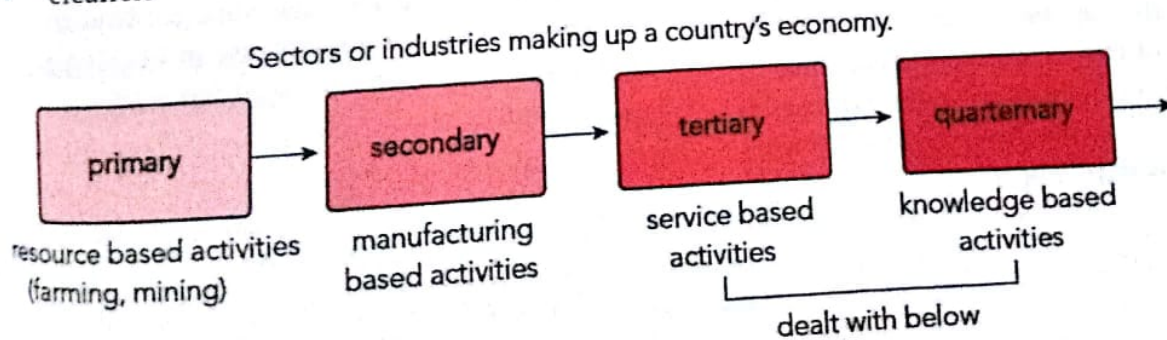 Sectors or industries making up a country's economy.
primary
secondary
tertiary
quarternary
resource based activities
(farming, mining)
manufacturing
based activities
service based
activities
knowledge based
activities
dealt with below